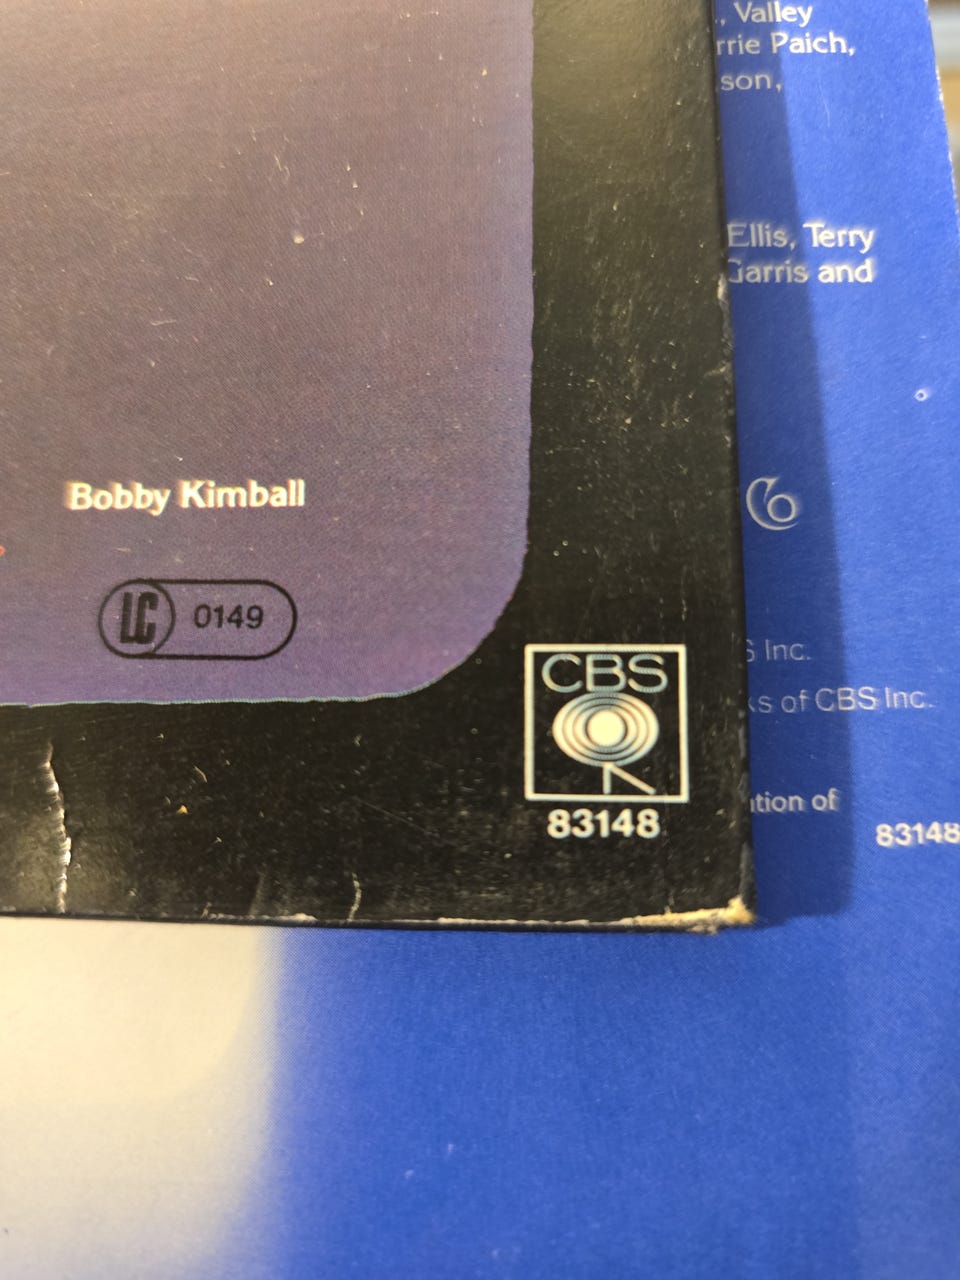 , Valley
rrie Paich,
son,
Ellis, Terry
Garris and
Bobby Kimball
LC 0149
CBS
83148
S Inc.
ks of CBS Inc.
ation of
83148